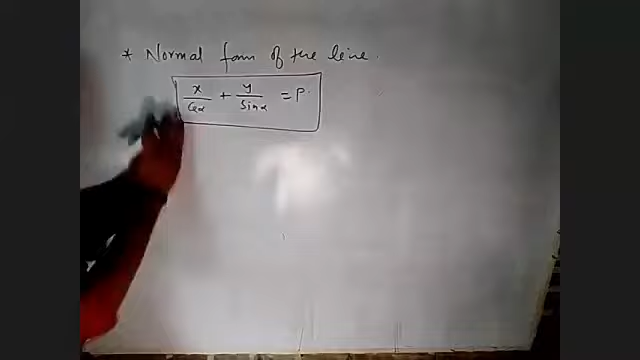 * Normal form of the line.
x/Cosα + y/Sinα = P.